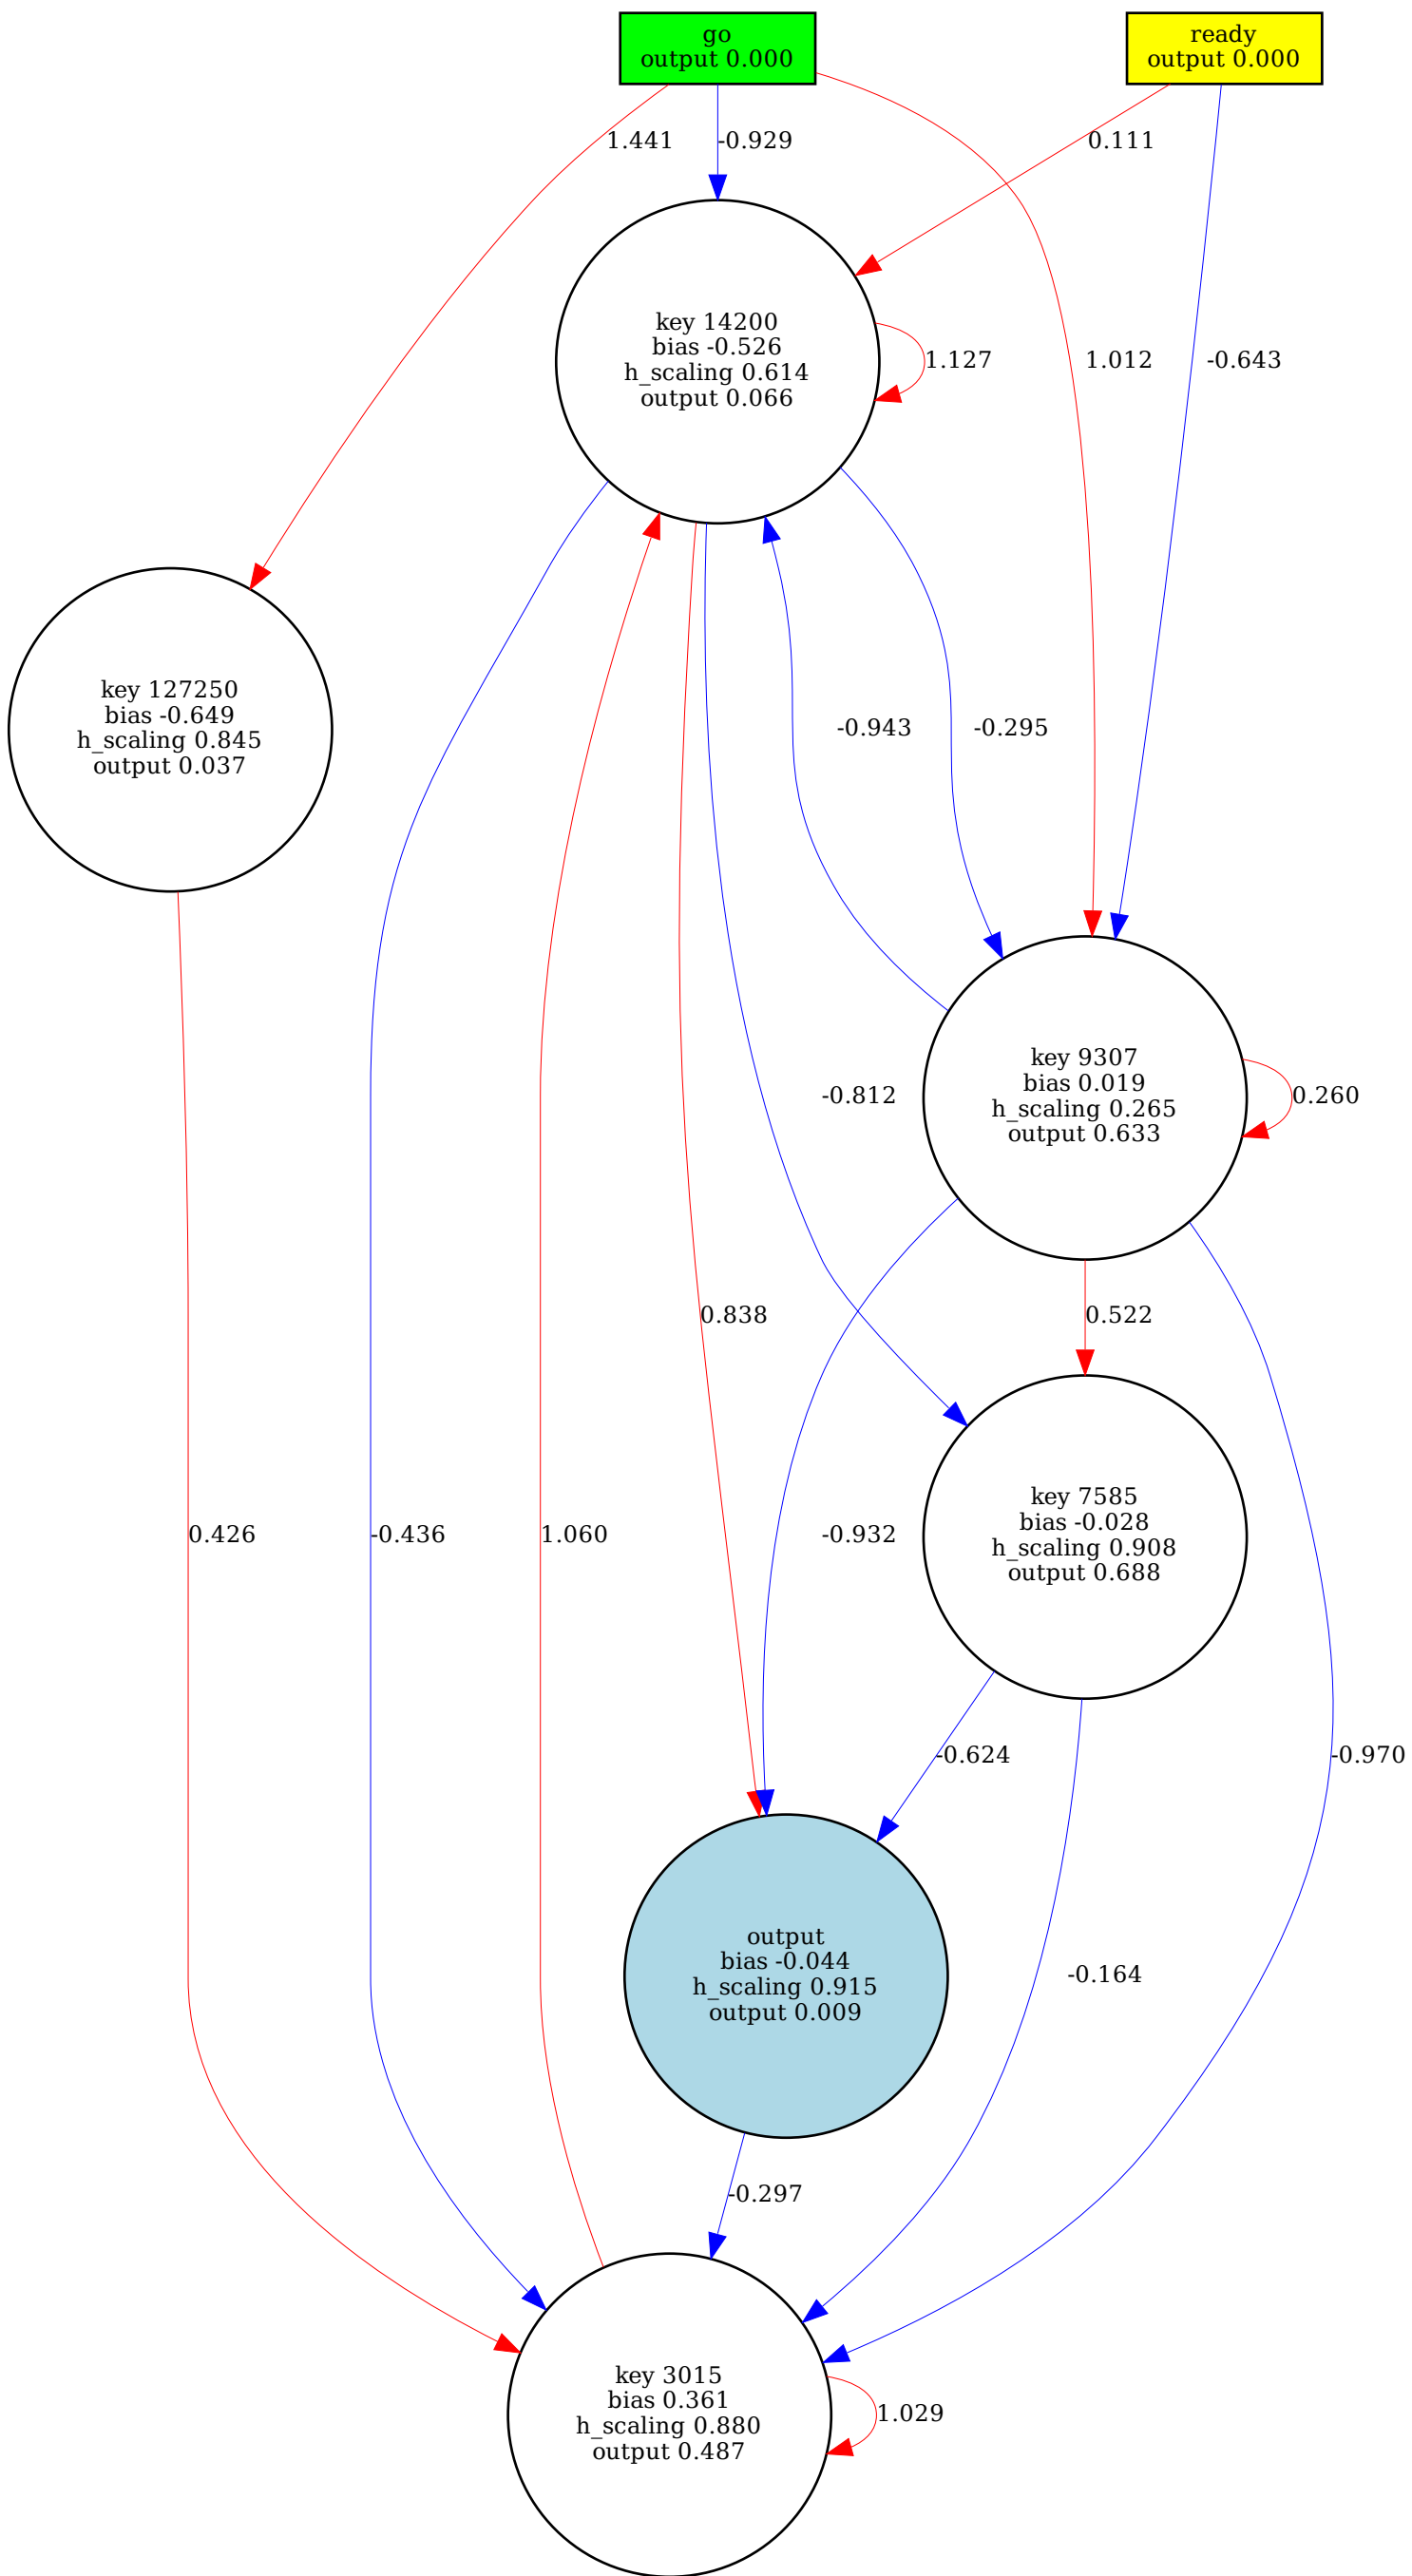 go
output 0.000
ready
output 0.000
1.441
-0.929
0.111
key 14200
bias -0.526
h_scaling 0.614
output 0.066
1.127
1.012
-0.643
key 127250
bias -0.649
h_scaling 0.845
output 0.037
-0.943
-0.295
key 9307
bias 0.019
h_scaling 0.265
output 0.633
-0.812
0.260
0.838
0.522
key 7585
bias -0.028
h_scaling 0.908
output 0.688
0.426
-0.436
1.060
-0.932
-0.624
-0.970
output
bias -0.044
h_scaling 0.915
output 0.009
-0.164
-0.297
key 3015
bias 0.361
h_scaling 0.880
output 0.487
1.029